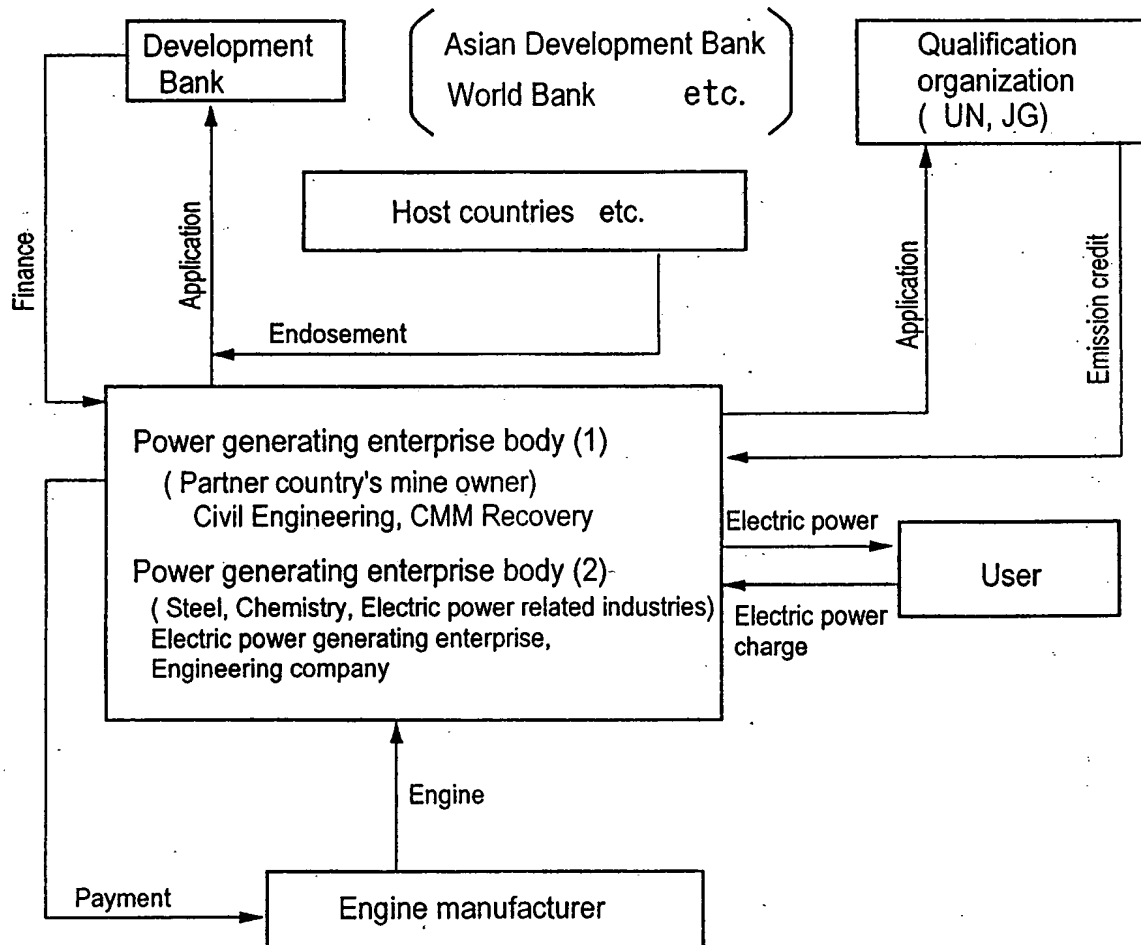 Development
Bank
( Asian Development Bank
World Bank etc. )
Qualification
organization
( UN, JG)
Host countries etc.
Finance
Application
Endosement
Application
Emission credit
Power generating enterprise body (1)
( Partner country's mine owner)
Civil Engineering, CMM Recovery
Power generating enterprise body (2)
( Steel, Chemistry, Electric power related industries)
Electric power generating enterprise,
Engineering company
Electric power
User
Electric power
charge
Engine
Payment
Engine manufacturer